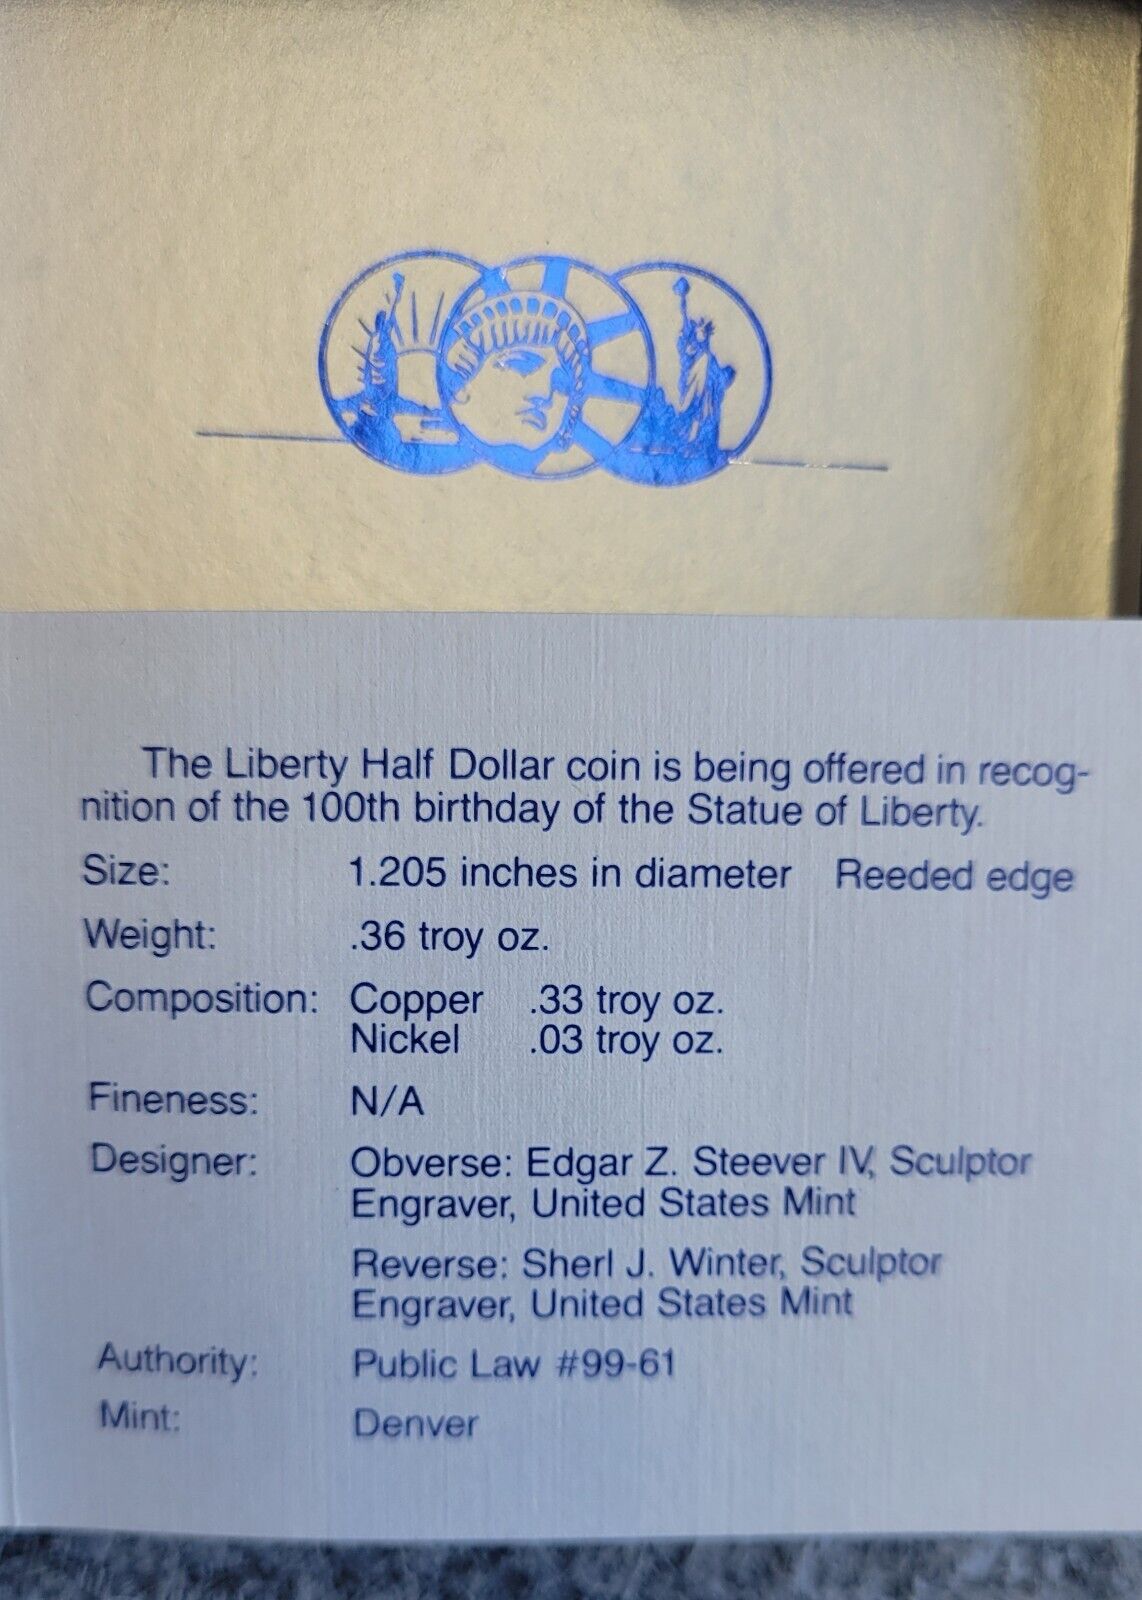 The Liberty Half Dollar coin is being offered in recog-
nition of the 100th birthday of the Statue of Liberty.
Size: 1.205 inches in diameter Reeded edge
Weight: .36 troy oz.
Composition: Copper .33 troy oz.
Nickel .03 troy oz.
Fineness: N/A
Designer: Obverse: Edgar Z. Steever IV, Sculptor
Engraver, United States Mint
Reverse: Sherl J. Winter, Sculptor
Engraver, United States Mint
Authority: Public Law #99-61
Mint: Denver